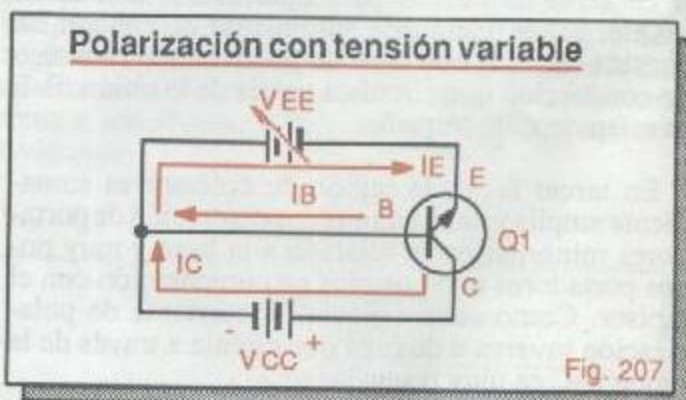 Polarización con tensión variable
VEE
IE
E
IB
B
Q1
IC
C
- +
VCC
Fig. 207